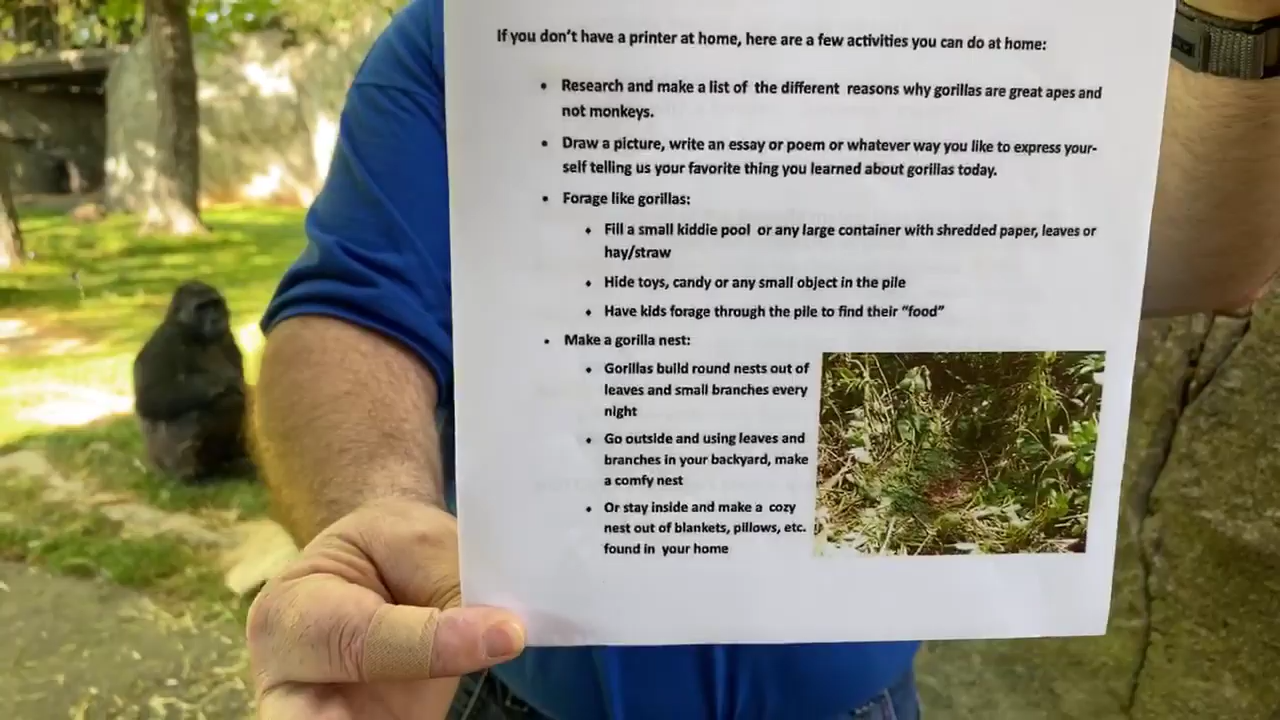 If you don't have a printer at home, here are a few activities you can do at home:
• Research and make a list of the different reasons why gorillas are great apes and
not monkeys.
• Draw a picture, write an essay or poem or whatever way you like to express your-
self telling us your favorite thing you learned about gorillas today.
• Forage like gorillas:
• Fill a small kiddie pool or any large container with shredded paper, leaves or
hay/straw
• Hide toys, candy or any small object in the pile
• Have kids forage through the pile to find their "food"
• Make a gorilla nest:
• Gorillas build round nests out of
leaves and small branches every
night
• Go outside and using leaves and
branches in your backyard, make
a comfy nest
• Or stay inside and make a cozy
nest out of blankets, pillows, etc.
found in your home